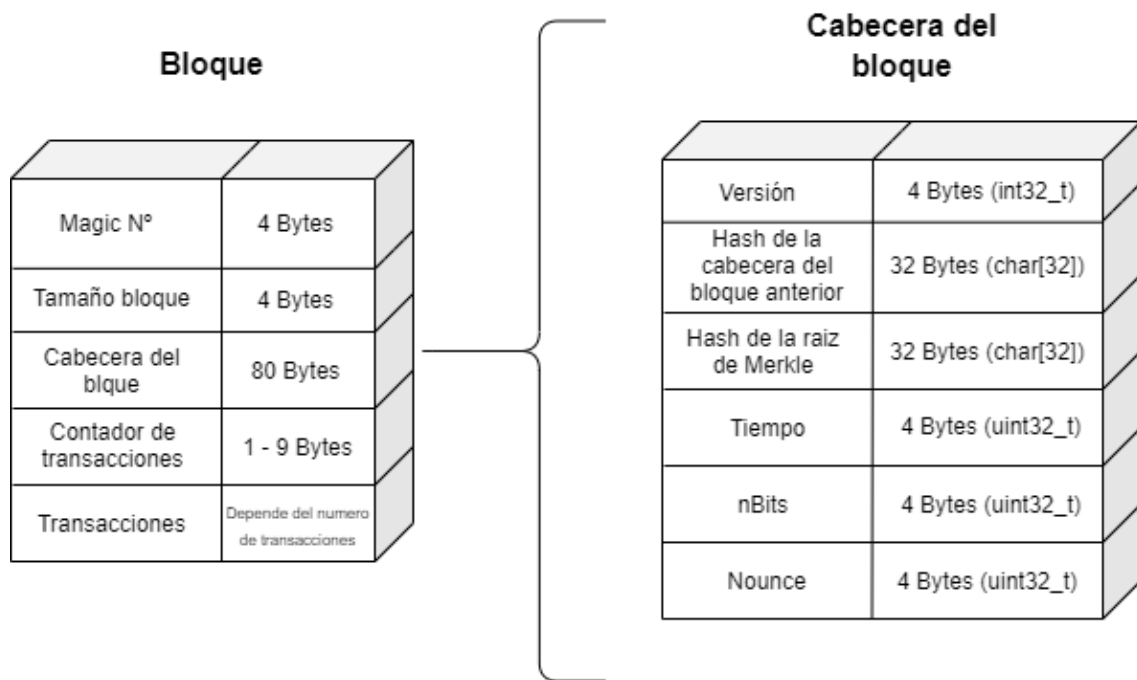 Bloque
Magic Nº
4 Bytes
Tamaño bloque
4 Bytes
Cabecera del
blque
80 Bytes
Contador de
transacciones
1 - 9 Bytes
Transacciones
Depende del numero
de transacciones
Cabecera del
bloque
Versión
4 Bytes (int32_t)
Hash de la
cabecera del
bloque anterior
32 Bytes (char[32])
Hash de la raiz
de Merkle
32 Bytes (char[32])
Tiempo
4 Bytes (uint32_t)
nBits
4 Bytes (uint32_t)
Nounce
4 Bytes (uint32_t)